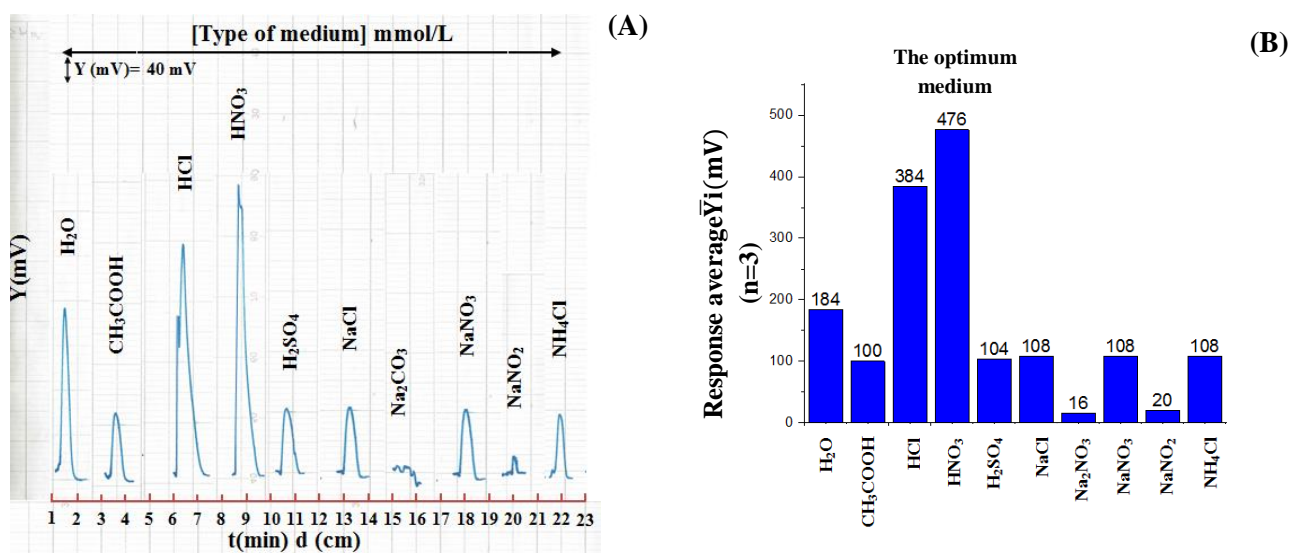 (A)
[Type of medium] mmol/L
Y (mV)= 40 mV
H₂O
CH₃COOH
HCl
HNO₃
H₂SO₄
NaCl
Na₂CO₃
NaNO₃
NaNO₂
NH₄Cl
Y(mV)
1 2 3 4 5 6 7 8 9 10 11 12 13 14 15 16 17 18 19 20 21 22 23
t(min) d (cm)
(B)
The optimum
medium
Response averageȲi(mV)
(n=3)
500
400
300
200
100
0
184
100
384
476
104
108
16
108
20
108
H₂O
CH₃COOH
HCl
HNO₃
H₂SO₄
NaCl
Na₂NO₃
NaNO₃
NaNO₂
NH₄Cl